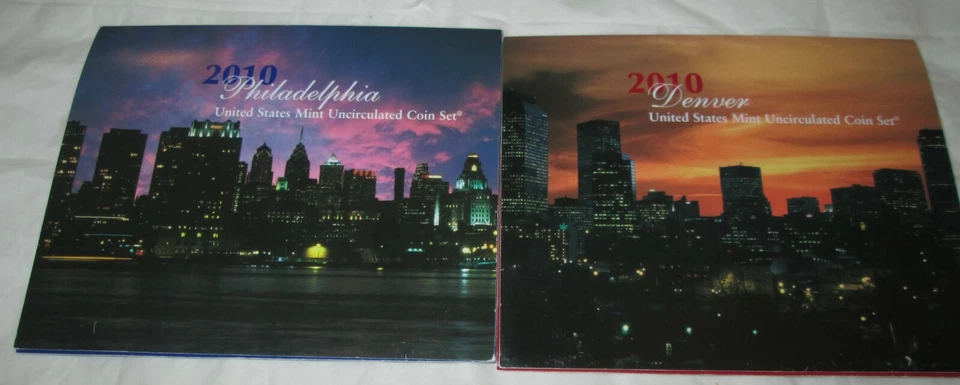 2010
Philadelphia
United States Mint Uncirculated Coin Set®
2010
Denver
United States Mint Uncirculated Coin Set®